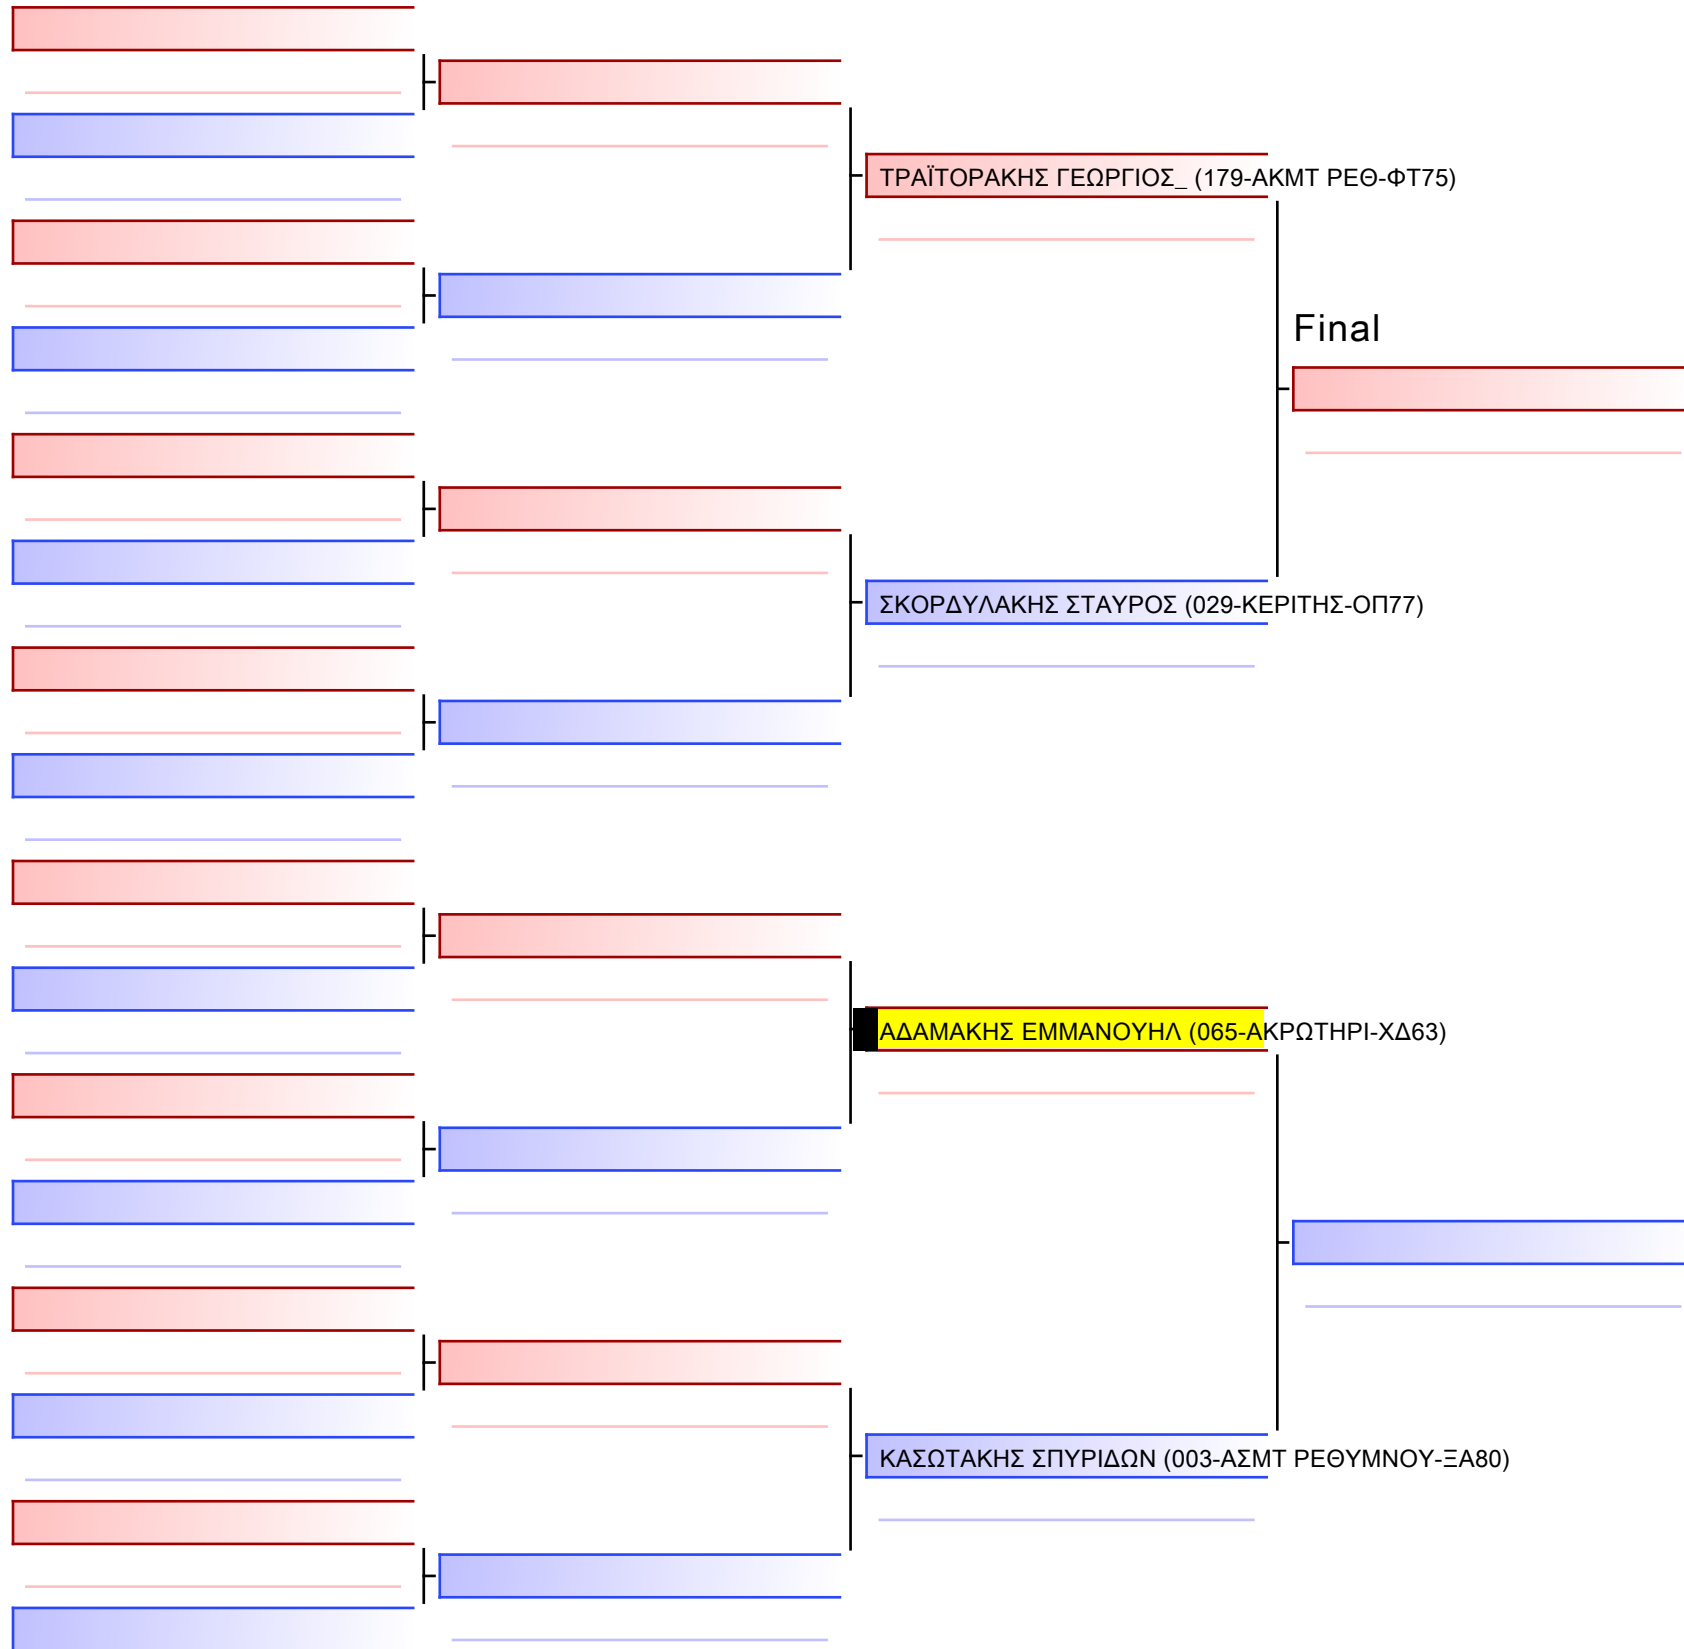 ΤΡΑΪΤΟΡΑΚΗΣ ΓΕΩΡΓΙΟΣ_ (179-ΑΚΜΤ ΡΕΘ-ΦΤ75)
Final
ΣΚΟΡΔΥΛΑΚΗΣ ΣΤΑΥΡΟΣ (029-ΚΕΡΙΤΗΣ-ΟΠ77)
ΑΔΑΜΑΚΗΣ ΕΜΜΑΝΟΥΗΛ (065-ΑΚΡΩΤΗΡΙ-ΧΔ63)
ΚΑΣΩΤΑΚΗΣ ΣΠΥΡΙΔΩΝ (003-ΑΣΜΤ ΡΕΘΥΜΝΟΥ-ΞΑ80)